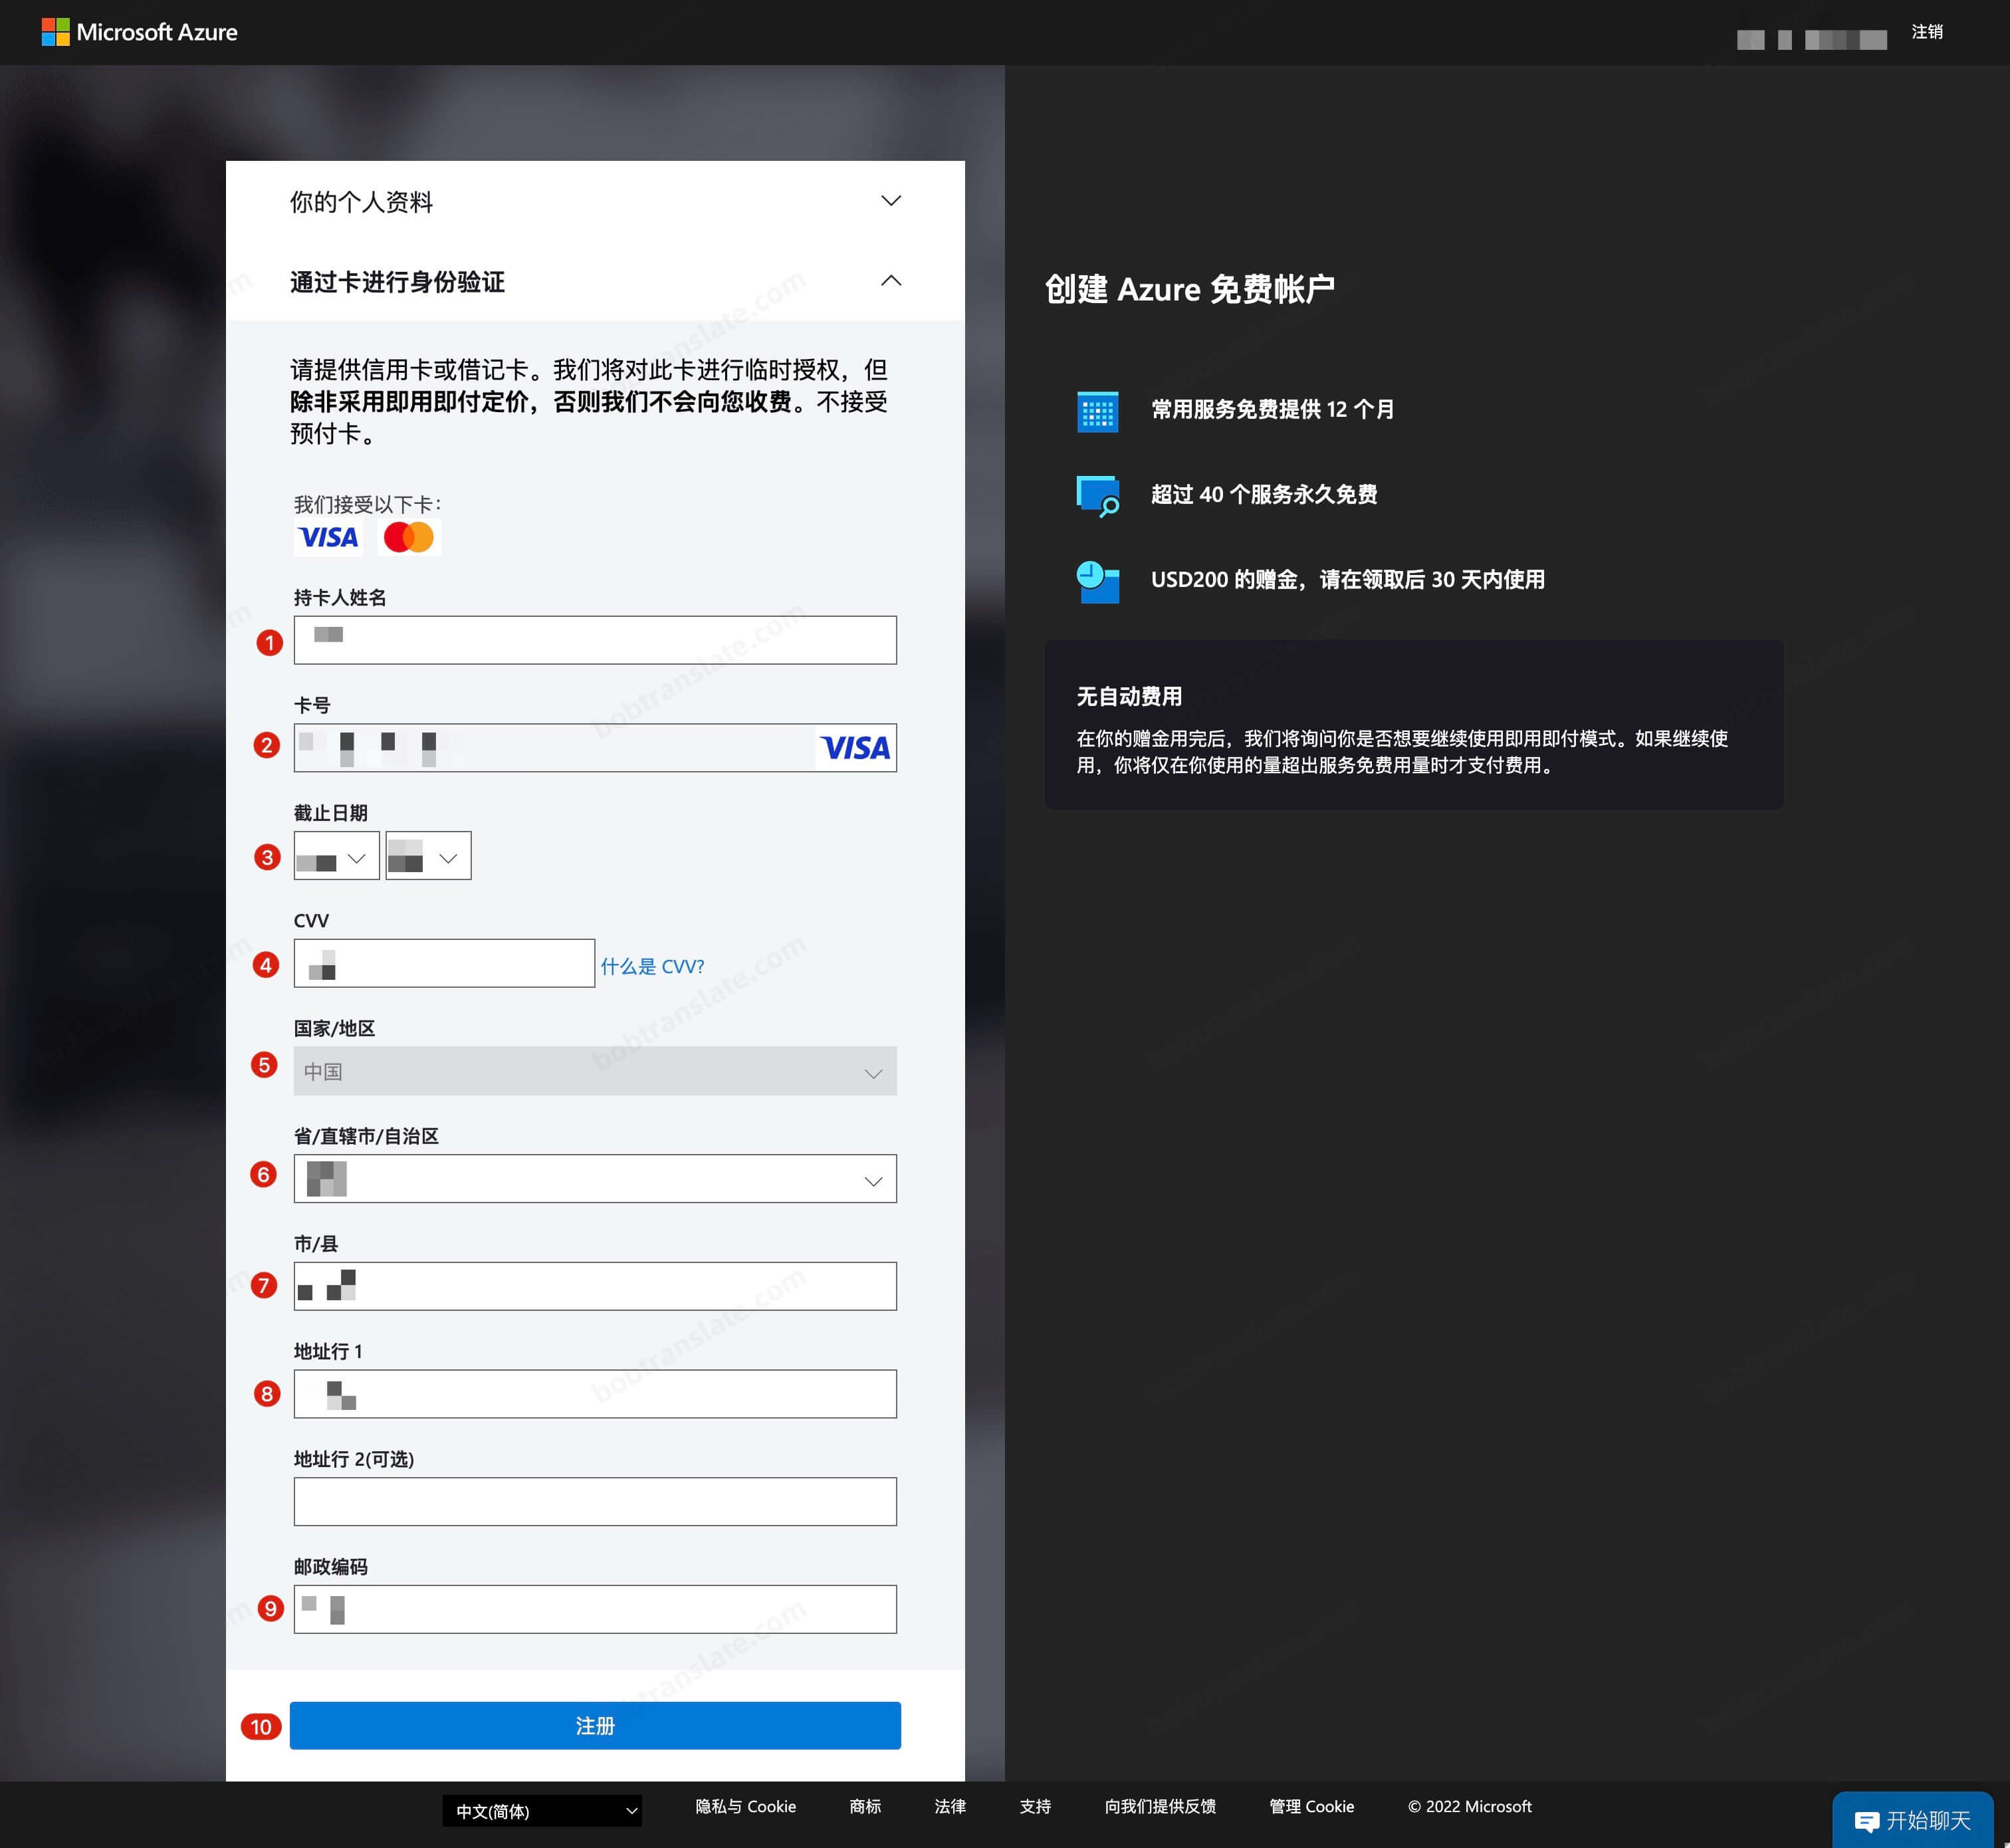 Microsoft Azure
注销
你的个人资料
通过卡进行身份验证
请提供信用卡或借记卡。我们将对此卡进行临时授权，但
除非采用即用即付定价，否则我们不会向您收费。不接受
预付卡。
我们接受以下卡：
VISA
持卡人姓名
1
卡号
2
VISA
截止日期
3
CVV
4
什么是 CVV?
国家/地区
5
中国
省/直辖市/自治区
6
市/县
7
地址行 1
8
地址行 2(可选)
邮政编码
9
10
注册
创建 Azure 免费帐户
常用服务免费提供 12 个月
超过 40 个服务永久免费
USD200 的赠金，请在领取后 30 天内使用
无自动费用
在你的赠金用完后，我们将询问你是否想要继续使用即用即付模式。如果继续使
用，你将仅在你使用的量超出服务免费用量时才支付费用。
bobtranslate.com
中文(简体)
隐私与 Cookie
商标
法律
支持
向我们提供反馈
管理 Cookie
© 2022 Microsoft
开始聊天